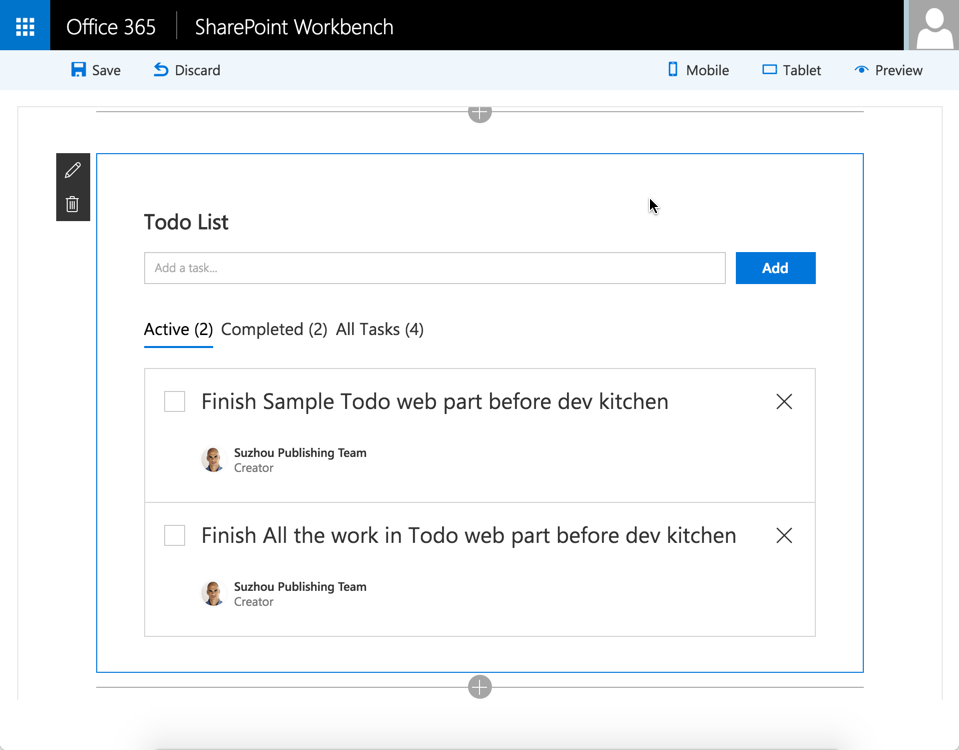 Office 365 SharePoint Workbench
Save Discard Mobile Tablet Preview
Todo List
Add a task...
Add
Active (2) Completed (2) All Tasks (4)
Finish Sample Todo web part before dev kitchen
Suzhou Publishing Team
Creator
Finish All the work in Todo web part before dev kitchen
Suzhou Publishing Team
Creator